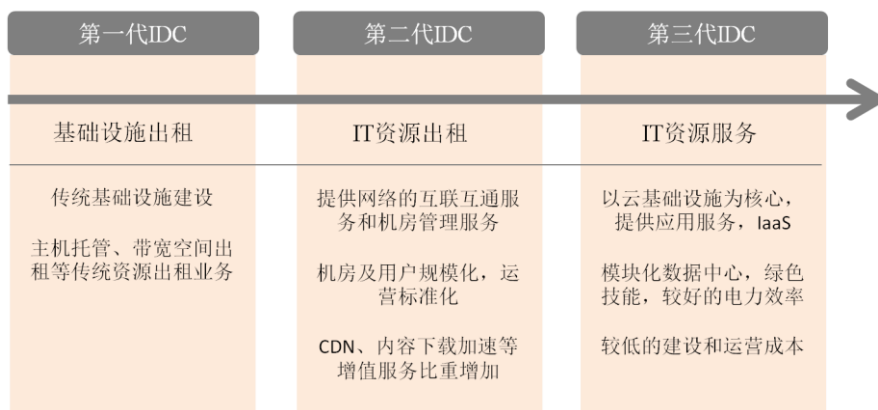 第一代IDC
基础设施出租
传统基础设施建设
主机托管、带宽空间出
租等传统资源出租业务
第二代IDC
IT资源出租
提供网络的互联互通服
务和机房管理服务
机房及用户规模化，运
营标准化
CDN、内容下载加速等
增值服务比重增加
第三代IDC
IT资源服务
以云基础设施为核心，
提供应用服务，IaaS
模块化数据中心，绿色
技能，较好的电力效率
较低的建设和运营成本